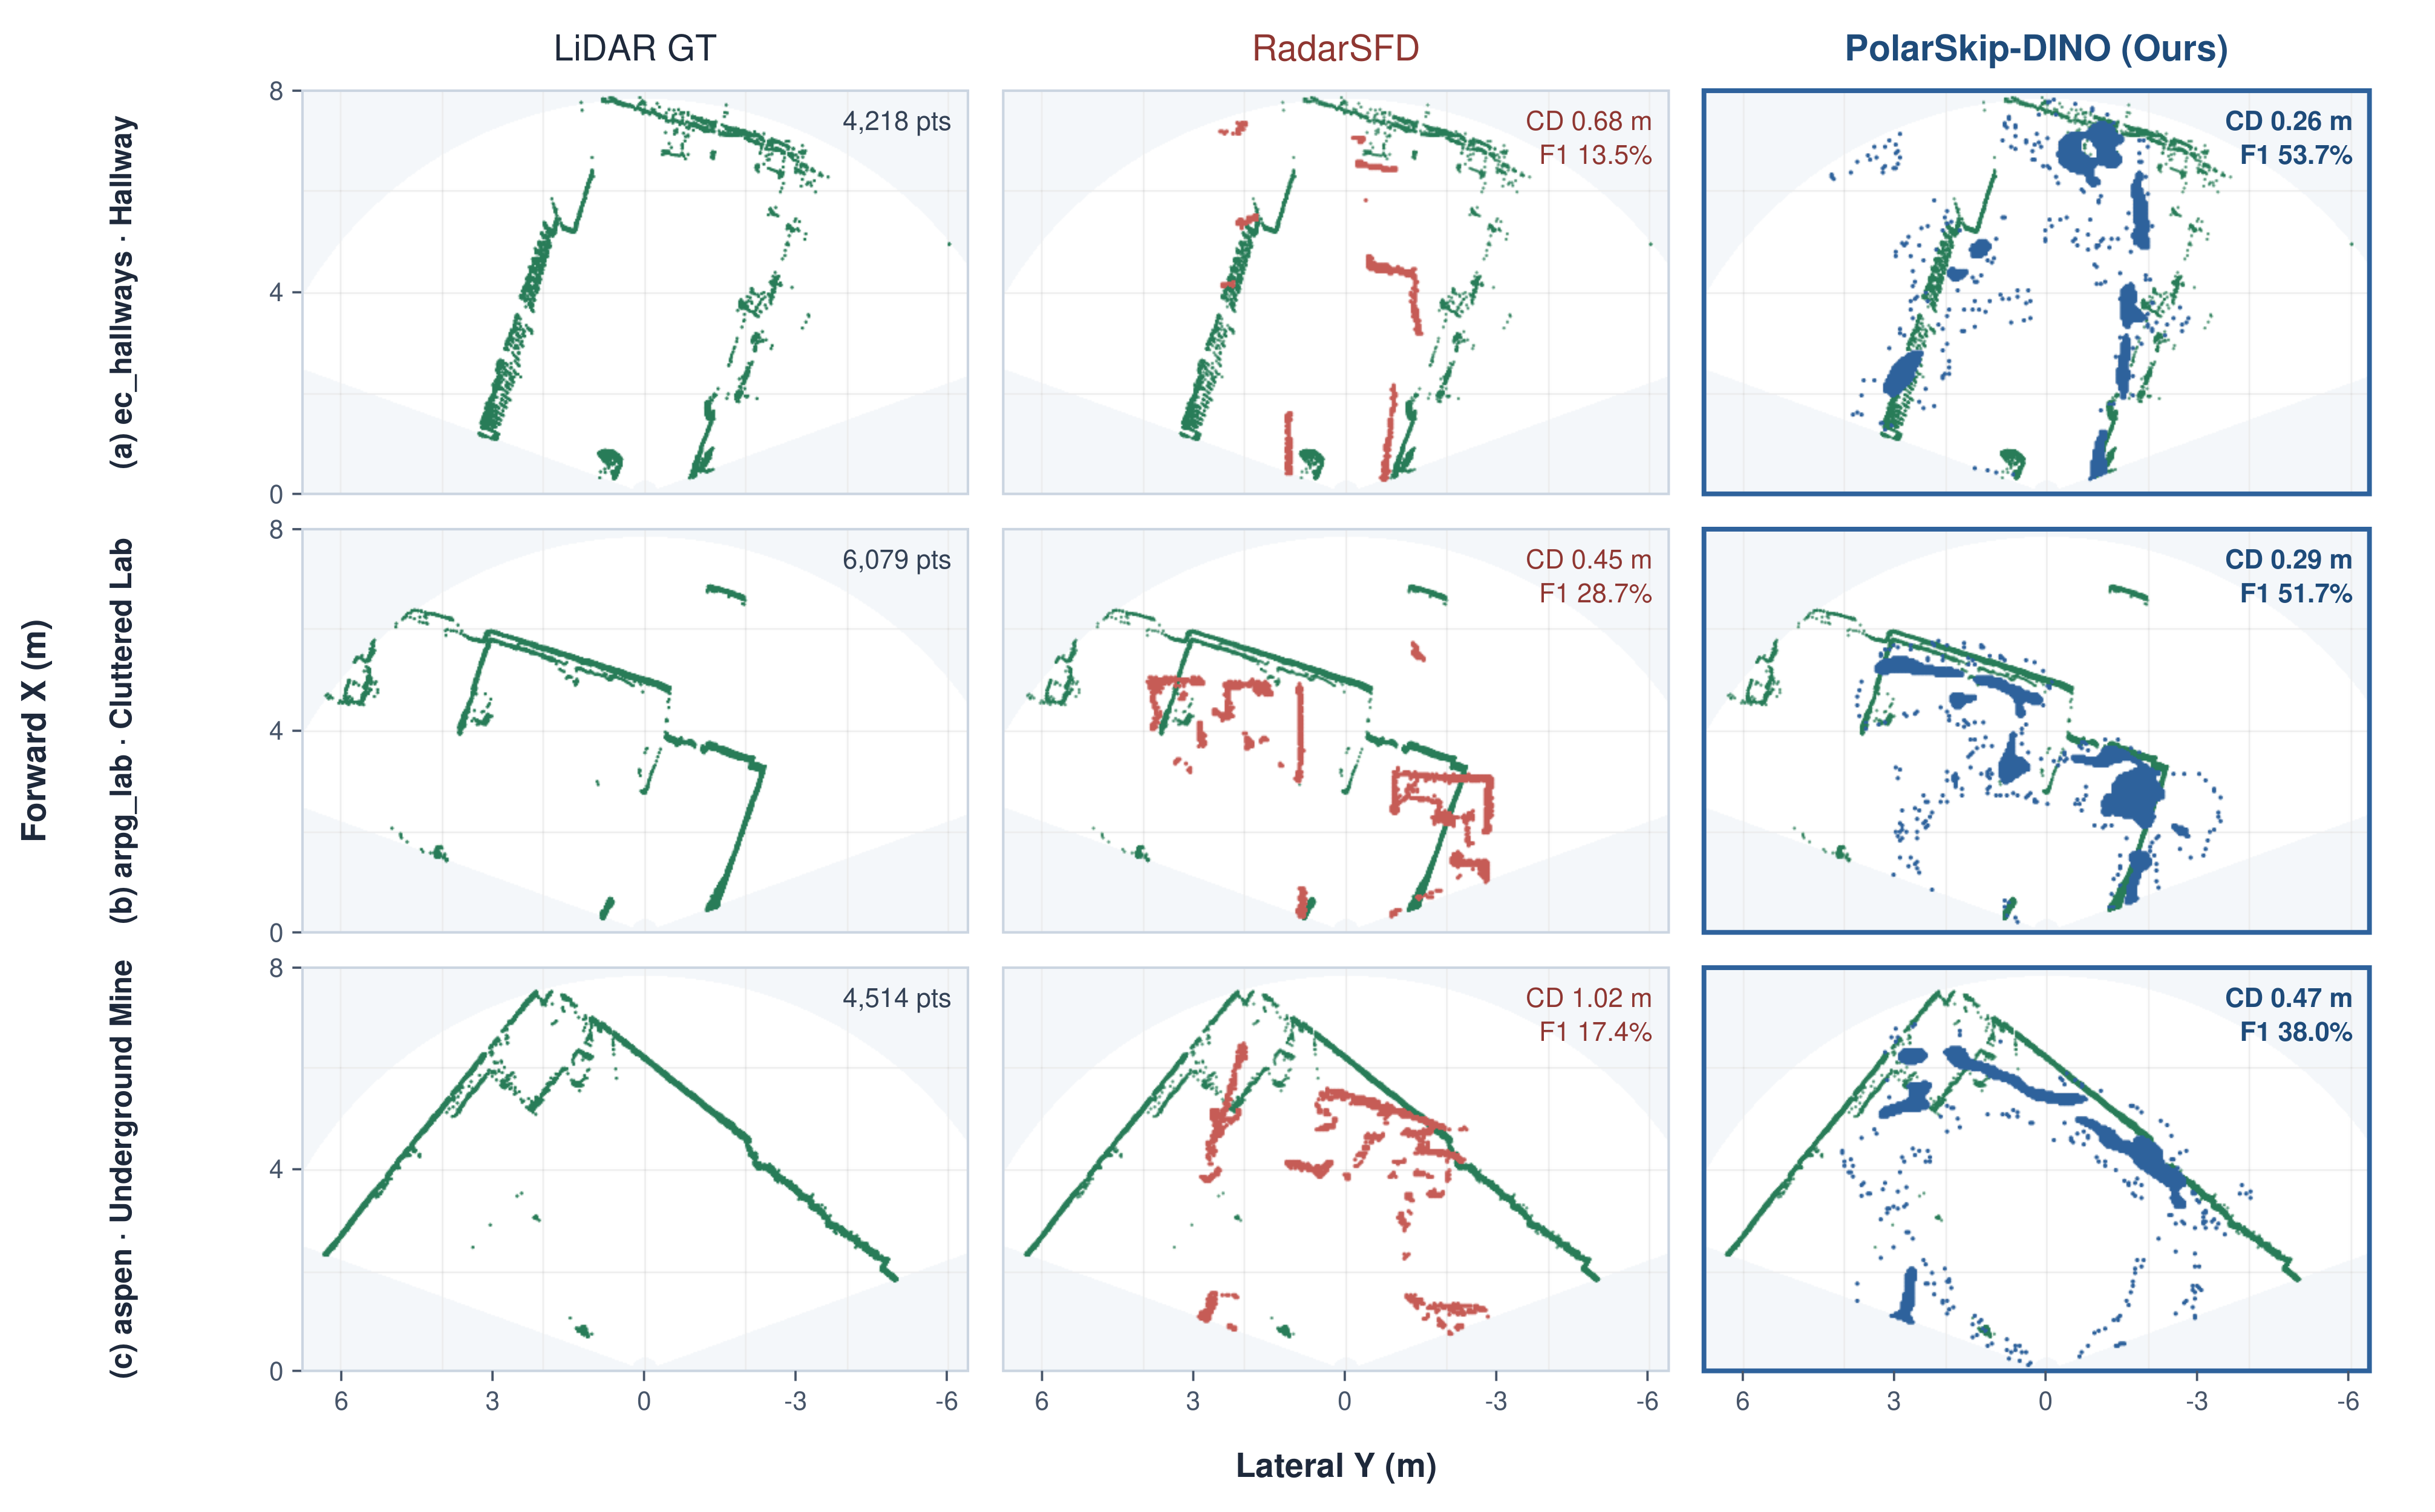 LiDAR GT
RadarSFD
PolarSkip-DINO (Ours)
Forward X (m)
(a) ec_hallways · Hallway
8
4
0
4,218 pts
CD 0.68 m
F1 13.5%
CD 0.26 m
F1 53.7%
(b) arpg_lab · Cluttered Lab
8
4
0
6,079 pts
CD 0.45 m
F1 28.7%
CD 0.29 m
F1 51.7%
(c) aspen · Underground Mine
8
4
0
4,514 pts
CD 1.02 m
F1 17.4%
CD 0.47 m
F1 38.0%
6 3 0 -3 -6
6 3 0 -3 -6
6 3 0 -3 -6
Lateral Y (m)